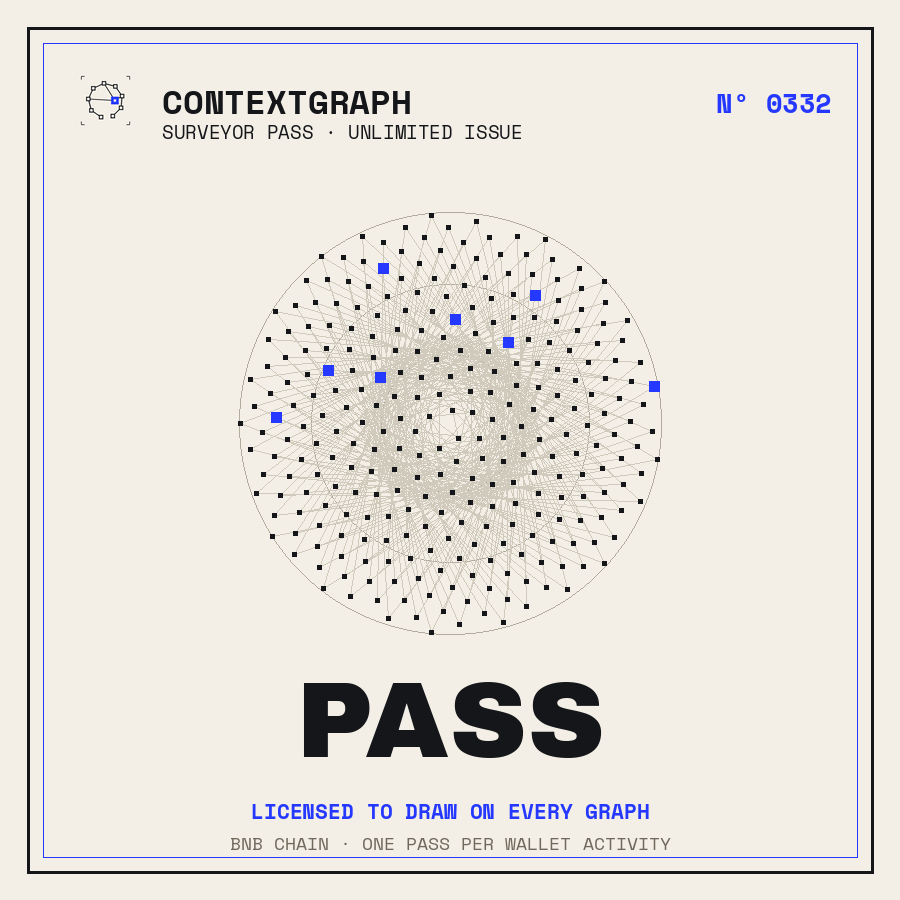 CONTEXTGRAPH
N° 0332
SURVEYOR PASS · UNLIMITED ISSUE
PASS
LICENSED TO DRAW ON EVERY GRAPH
BNB CHAIN · ONE PASS PER WALLET ACTIVITY